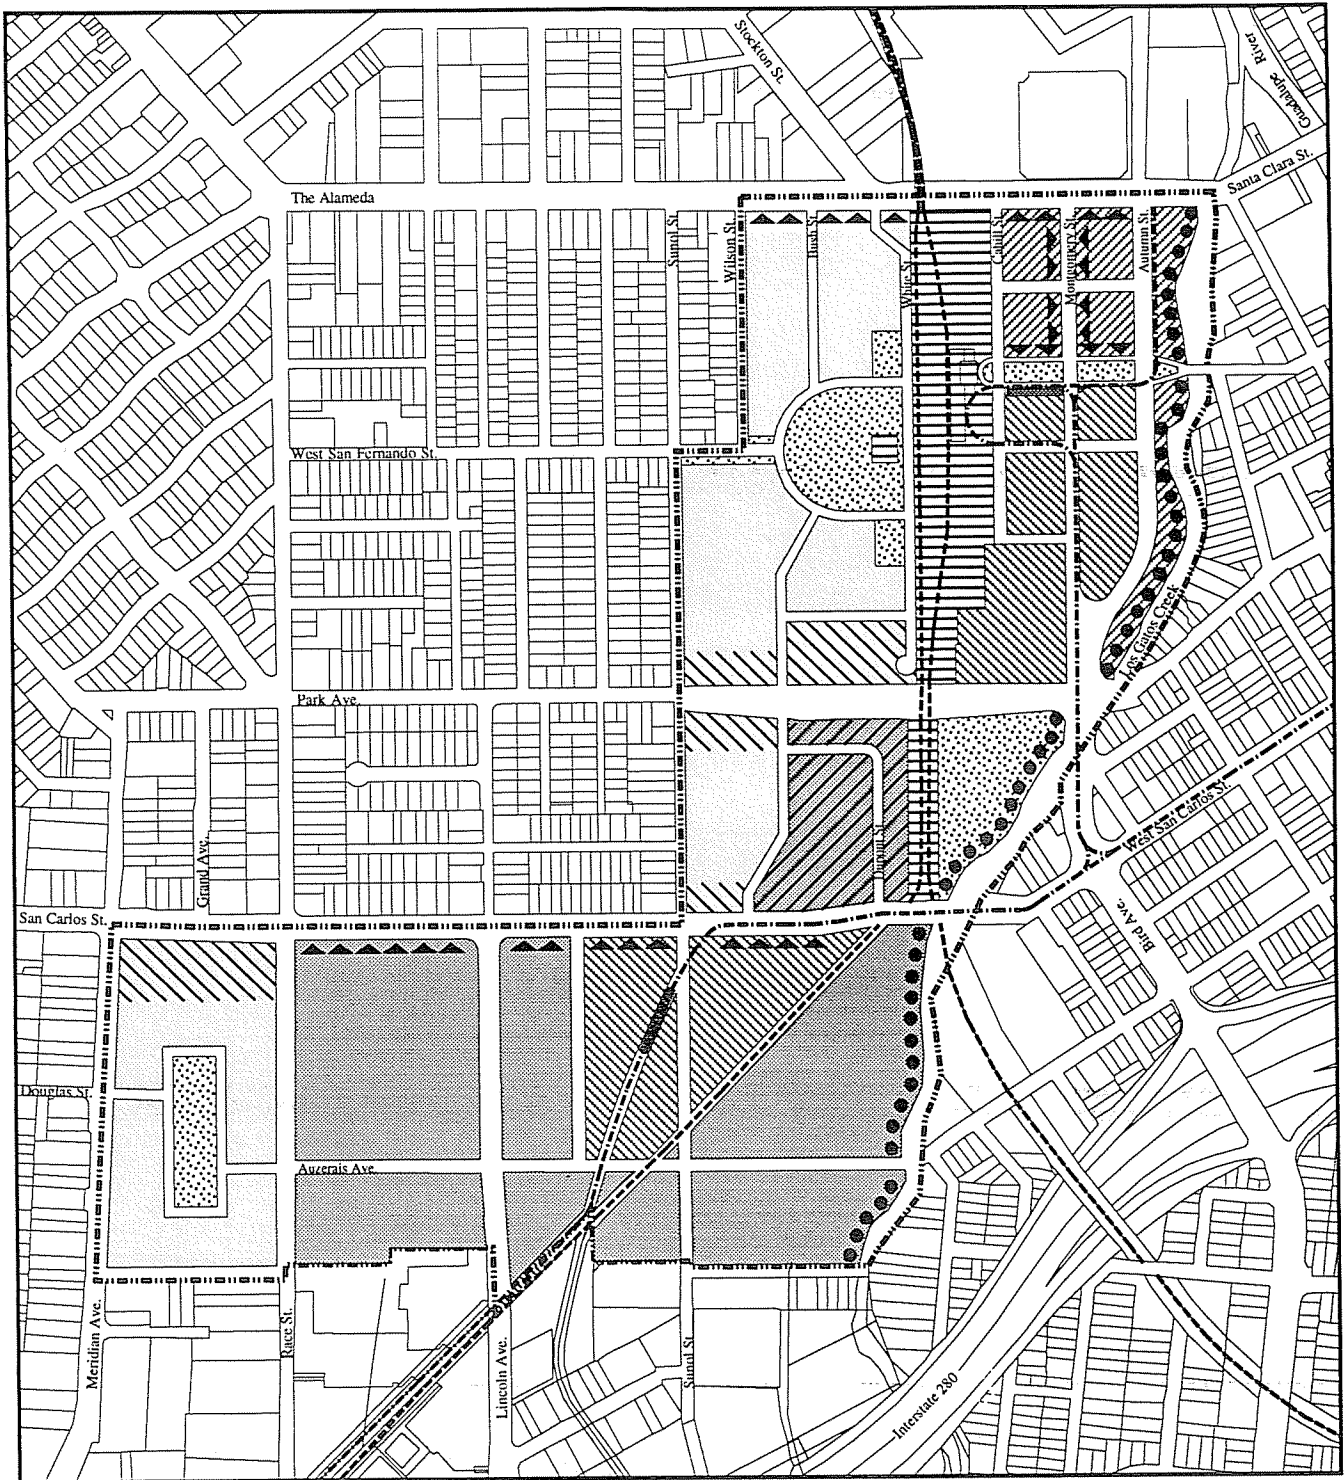 Stockton St.
Guadalupe River
Santa Clara St.
The Alameda
Sunol St.
Wilson St.
Bush St.
White St.
Cahill St.
Montgomery St.
Autumn St.
West San Fernando St.
Los Gatos Creek
Park Ave.
Grand Ave.
Dupont St.
West San Carlos St.
Bird Ave.
San Carlos St.
Douglas St.
Auzerais Ave.
Meridian Ave.
Race St.
Lincoln Ave.
Sunol St.
Interstate 280